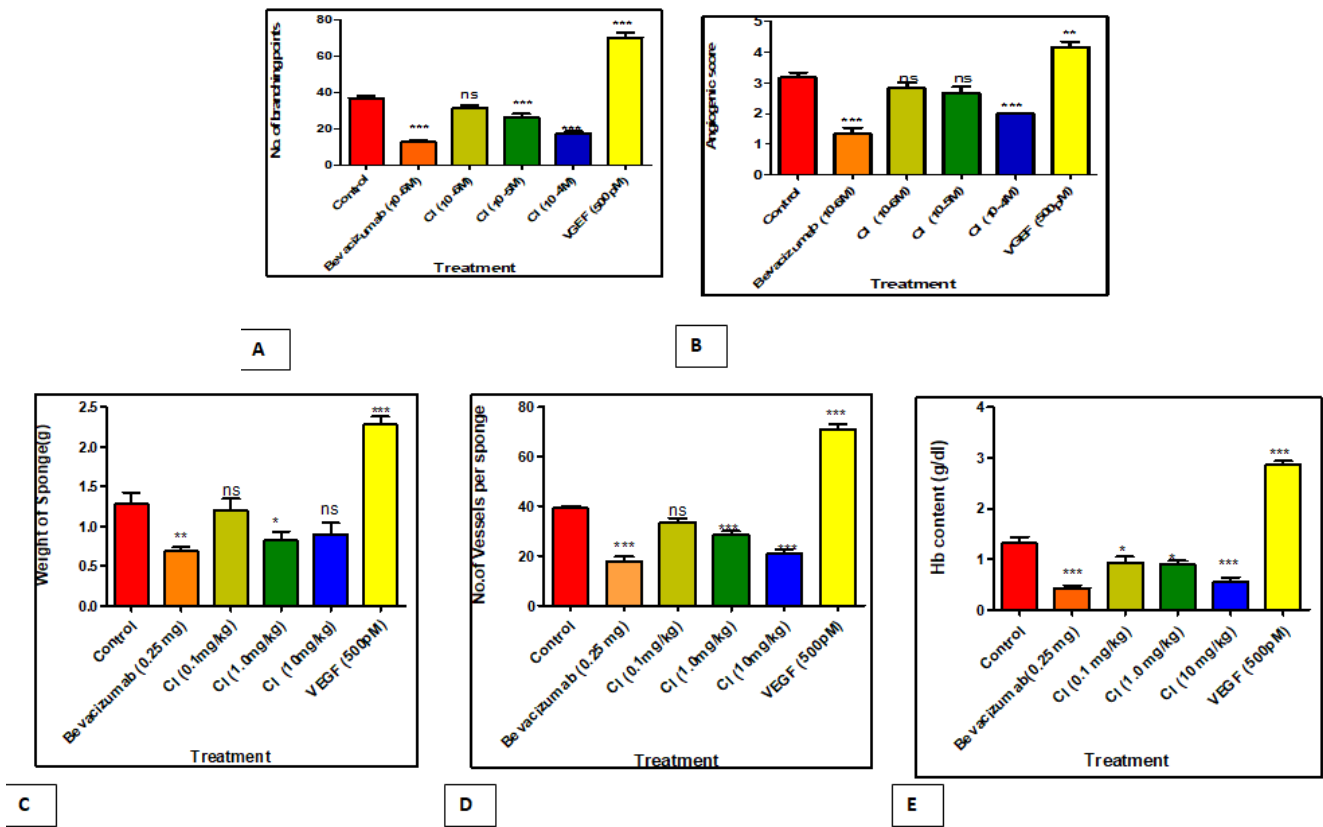 No. of branching points
80
60
40
20
0
***
ns
***
***
***
Control
Bevacizumab (10-6M)
CI (10-6M)
CI (10-5M)
CI (10-4M)
VGEF (500pM)
Treatment
A
Angiogenic score
5
4
3
2
1
0
***
ns
ns
***
**
Control
Bevacizumab (10-6M)
CI (10-6M)
CI (10-5M)
CI (10-4M)
VGEF (500pM)
Treatment
B
Weight of Sponge(g)
2.5
2.0
1.5
1.0
0.5
0.0
**
ns
*
ns
***
Control
Bevacizumab (0.25 mg)
CI (0.1mg/kg)
CI (1.0mg/kg)
CI (10mg/kg)
VEGF (500pM)
Treatment
C
No.of Vessels per sponge
80
60
40
20
0
***
ns
***
***
***
Control
Bevacizumab (0.25 mg)
CI (0.1mg/kg)
CI (1.0mg/kg)
CI (10mg/kg)
VEGF (500pM)
Treatment
D
Hb content (g/dl)
4
3
2
1
0
***
*
*
***
***
Control
Bevacizumab(0.25 mg)
CI (0.1 mg/kg)
CI (1.0 mg/kg)
CI (10 mg/kg)
VEGF (500pM)
Treatment
E